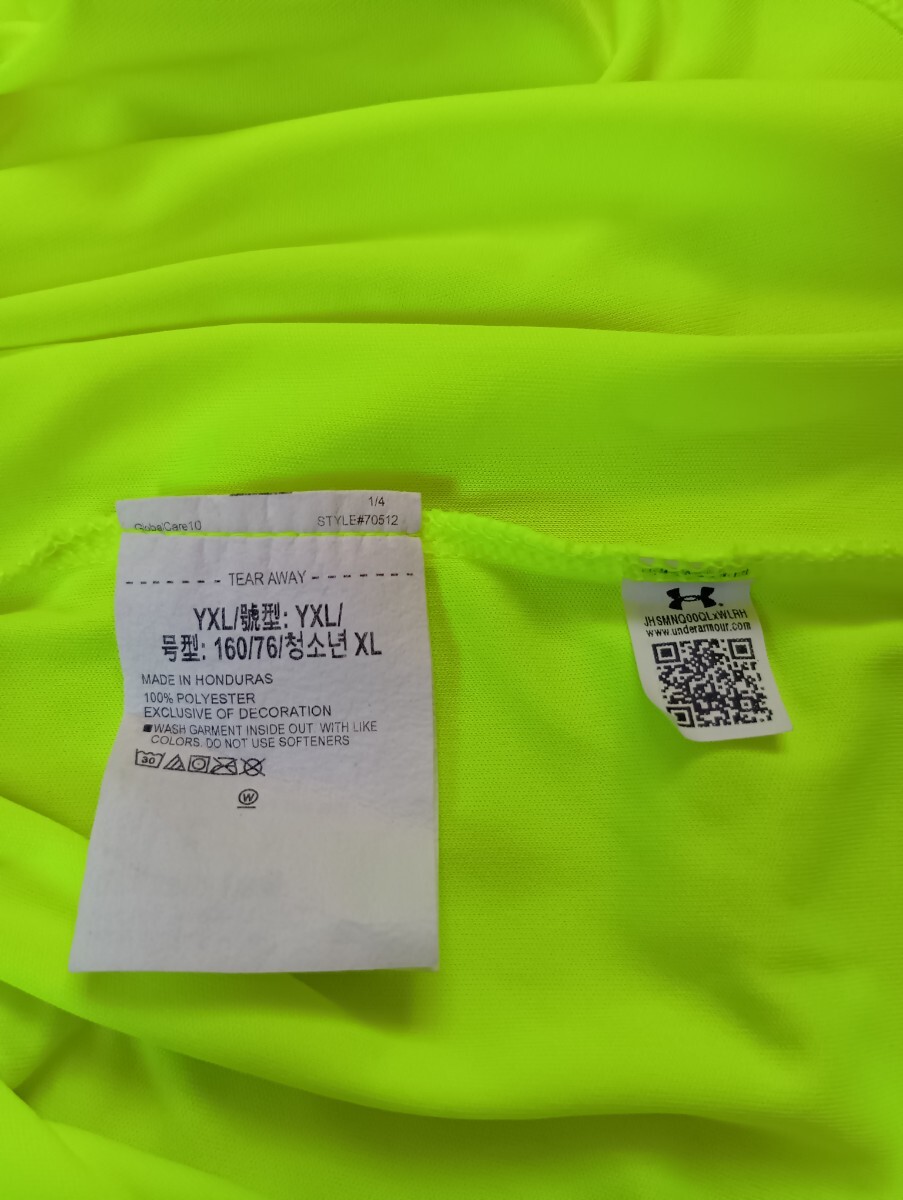 1/4
GlobalCare10
STYLE#70512
TEAR AWAY
YXL/號型: YXL/
号型: 160/76/청소년 XL
MADE IN HONDURAS
100% POLYESTER
EXCLUSIVE OF DECORATION
■WASH GARMENT INSIDE OUT WITH LIKE
COLORS. DO NOT USE SOFTENERS
30
W
JHSMNQ00QLxWLRH
www.underarmour.com